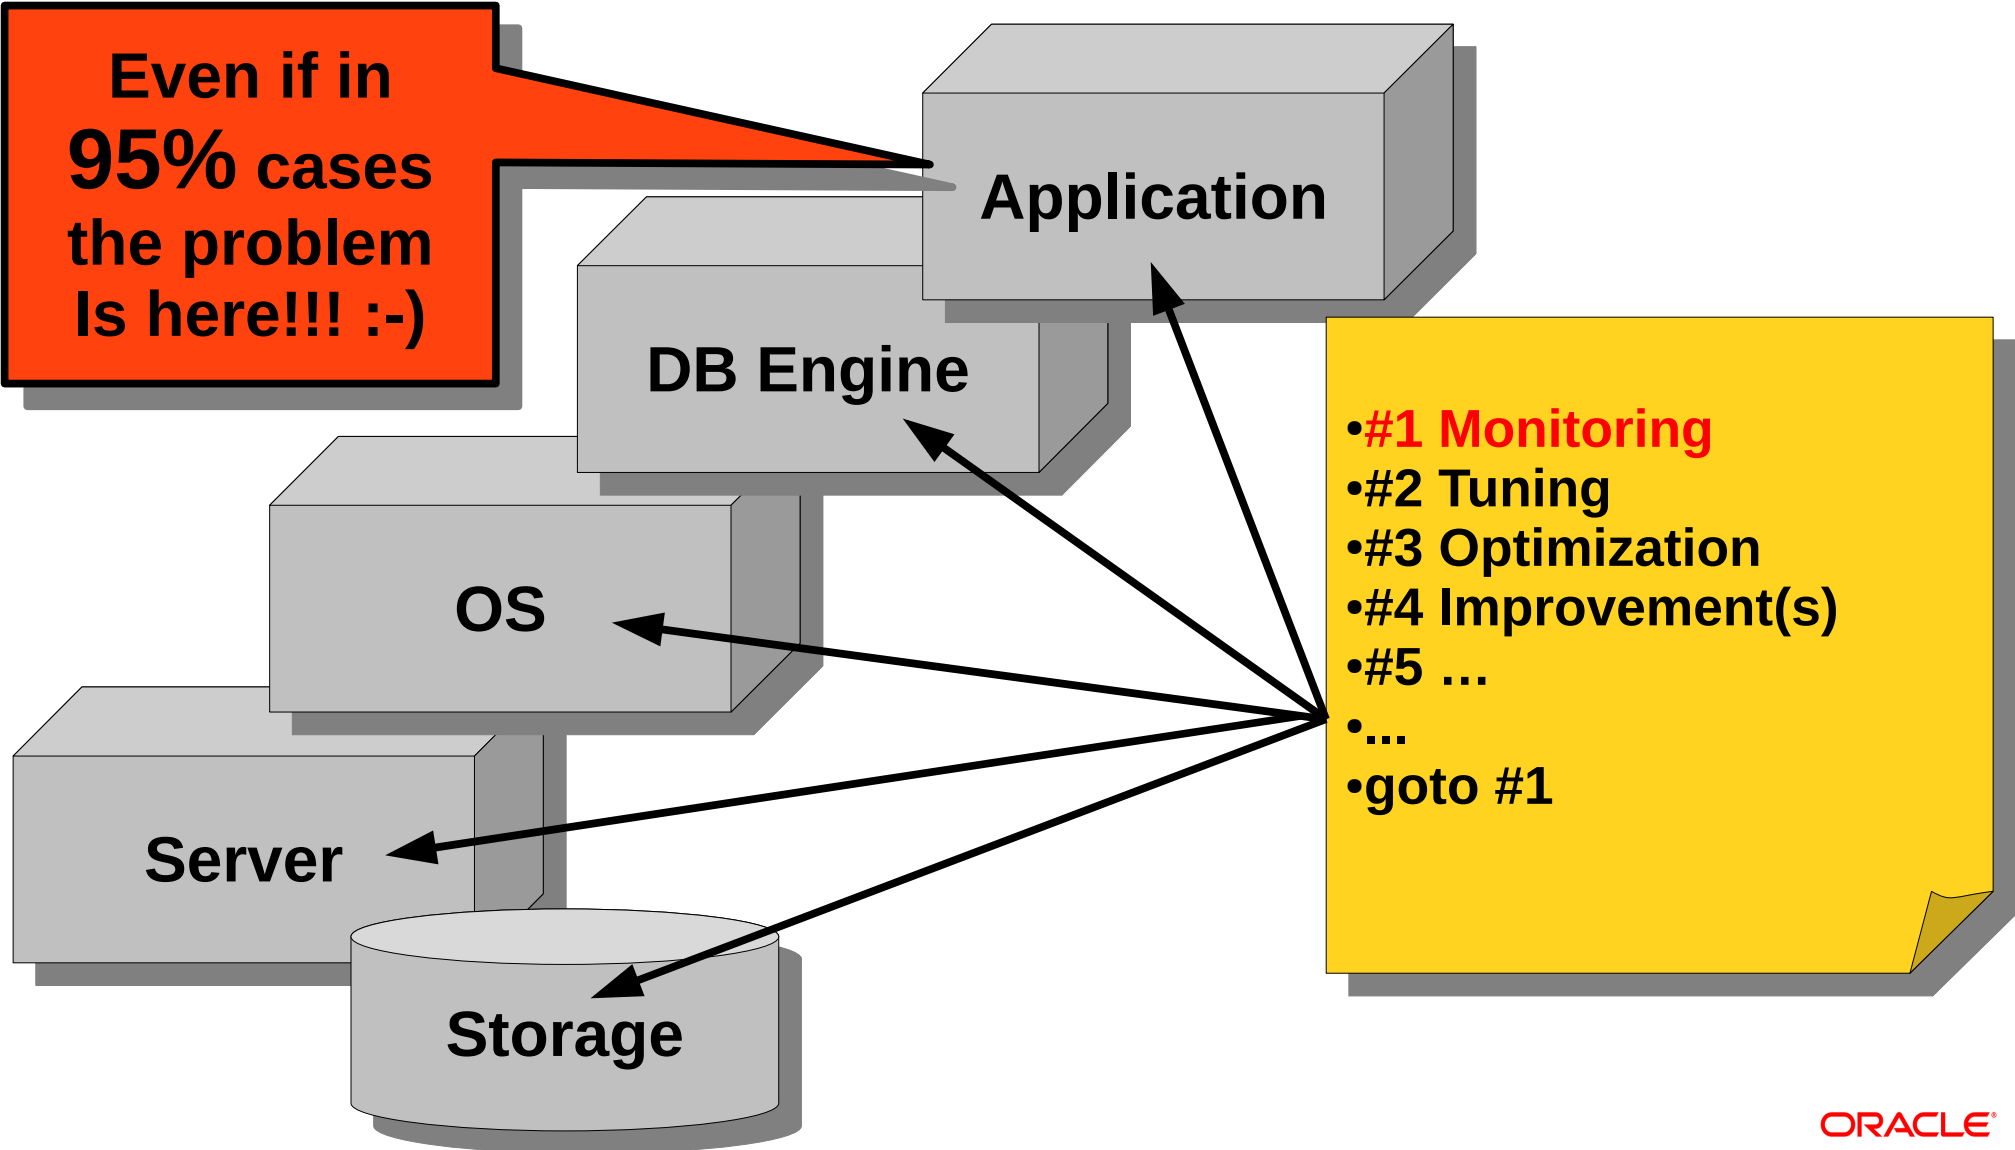 Even if in
95% cases
the problem
Is here!!! :-)
Application
DB Engine
OS
Server
Storage
•#1 Monitoring
•#2 Tuning
•#3 Optimization
•#4 Improvement(s)
•#5 …
•...
•goto #1
ORACLE®